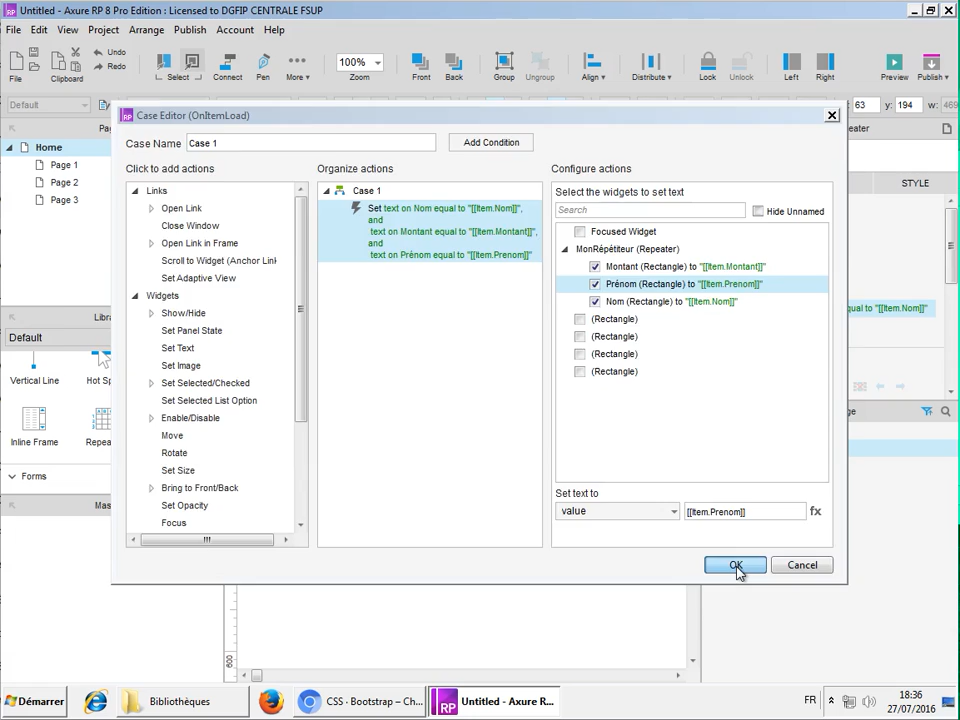 Untitled - Axure RP 8 Pro Edition : Licensed to DGFIP CENTRALE FSUP
File Edit View Project Arrange Publish Account Help
Undo
Redo
File Clipboard Select Connect Pen More 100% Zoom Front Back Group Ungroup Align Distribute Lock Unlock Left Right Preview Publish
Default x: 63 y: 194 w: 469
Case Editor (OnItemLoad)
Case Name Case 1 Add Condition
Click to add actions
Links
Open Link
Close Window
Open Link in Frame
Scroll to Widget (Anchor Link
Set Adaptive View
Widgets
Show/Hide
Set Panel State
Set Text
Set Image
Set Selected/Checked
Set Selected List Option
Enable/Disable
Move
Rotate
Set Size
Bring to Front/Back
Set Opacity
Focus
Organize actions
Case 1
Set text on Nom equal to "[[Item.Nom]]",
and
text on Montant equal to "[[Item.Montant]]",
and
text on Prénom equal to "[[Item.Prenom]]"
Configure actions
Select the widgets to set text
Search Hide Unnamed
Focused Widget
MonRépétiteur (Repeater)
Montant (Rectangle) to "[[Item.Montant]]"
Prénom (Rectangle) to "[[Item.Prenom]]"
Nom (Rectangle) to "[[Item.Nom]]"
(Rectangle)
(Rectangle)
(Rectangle)
(Rectangle)
Set text to
value [[Item.Prenom]] fx
OK Cancel
Home
Page 1
Page 2
Page 3
Default
Vertical Line
Inline Frame
Forms
STYLE
equal to "[[Item.Nom]]",
600
Démarrer
Bibliothèques
CSS · Bootstrap – Ch...
Untitled - Axure R...
FR
18:36
27/07/2016